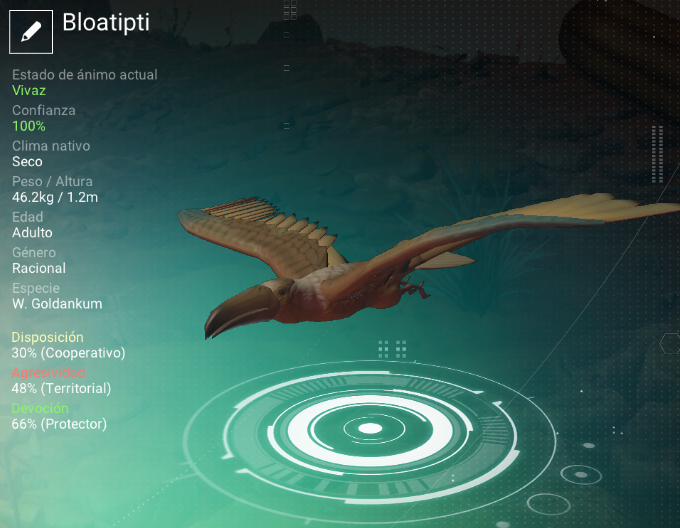 Bloatipti
Estado de ánimo actual
Vivaz
Confianza
100%
Clima nativo
Seco
Peso / Altura
46.2kg / 1.2m
Edad
Adulto
Género
Racional
Especie
W. Goldankum
Disposición
30% (Cooperativo)
Agresividad
48% (Territorial)
Devoción
66% (Protector)